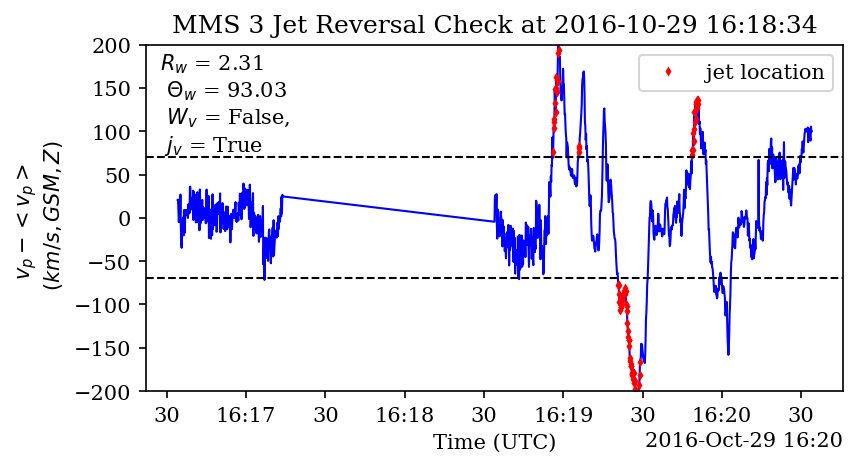 MMS 3 Jet Reversal Check at 2016-10-29 16:18:34
R_w = 2.31
Θ_w = 93.03
W_v = False,
j_v = True
jet location
v_p − < v_p >
(km/s, GSM, Z)
200
150
100
50
0
−50
−100
−150
−200
30 16:17 30 16:18 30 16:19 30 16:20 30
Time (UTC)
2016-Oct-29 16:20